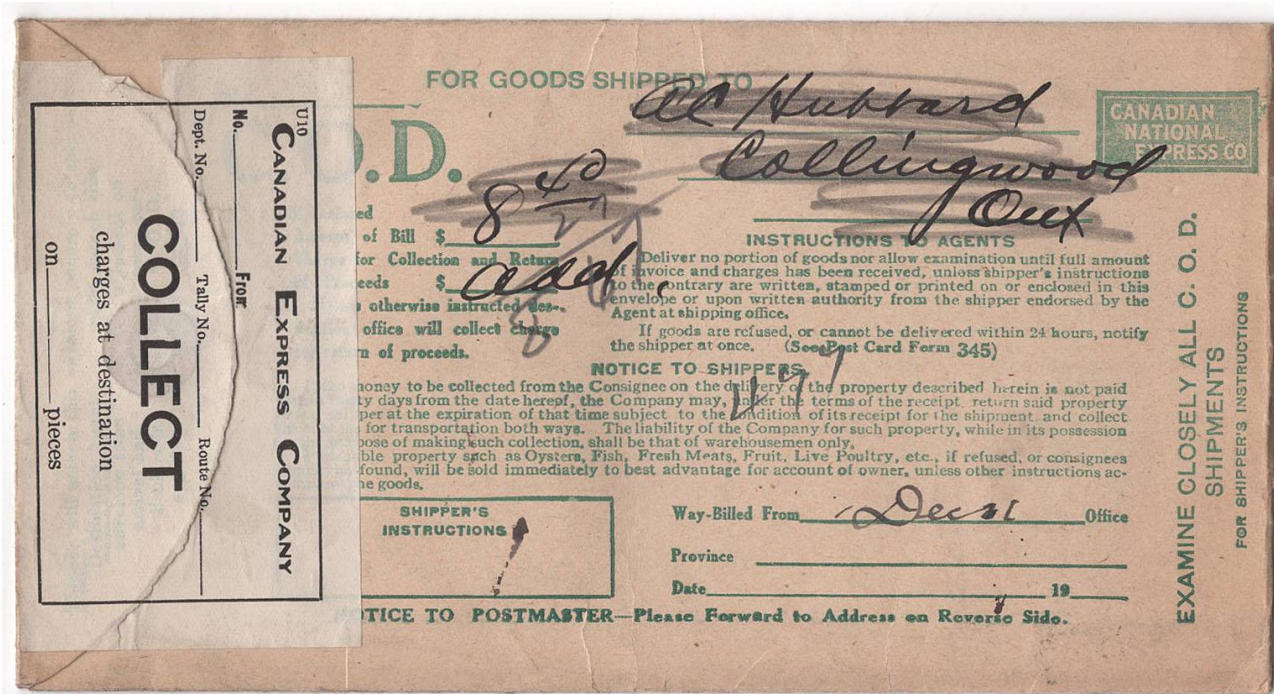 FOR GOODS SHIPPED TO
Al Hubbard
Collingwood
Ont
CANADIAN
NATIONAL
EXPRESS CO
.O.D.
8 40
of Bill $
for Collection and Return
$ add.
otherwise instructed des-
office will collect charge
of proceeds.
INSTRUCTIONS TO AGENTS
Deliver no portion of goods nor allow examination until full amount
of invoice and charges has been received, unless shipper's instructions
to the contrary are written, stamped or printed on or enclosed in this
envelope or upon written authority from the shipper endorsed by the
Agent at shipping office.
If goods are refused, or cannot be delivered within 24 hours, notify
the shipper at once. (See Post Card Form 345)
NOTICE TO SHIPPERS
money to be collected from the Consignee on the delivery of the property described herein is not paid
days from the date hereof, the Company may, under the terms of the receipt, return said property
at the expiration of that time subject to the condition of its receipt for the shipment, and collect
for transportation both ways. The liability of the Company for such property, while in its possession
of making such collection, shall be that of warehousemen only.
property such as Oysters, Fish, Fresh Meats, Fruit, Live Poultry, etc., if refused, or consignees
found, will be sold immediately to best advantage for account of owner, unless other instructions ac-
goods.
SHIPPER'S
INSTRUCTIONS
Way-Billed From Office
Province
Date 19
NOTICE TO POSTMASTER—Please Forward to Address on Reverse Side.
EXAMINE CLOSELY ALL C. O. D.
SHIPMENTS
FOR SHIPPER'S INSTRUCTIONS
U10
CANADIAN EXPRESS COMPANY
No. From
Dept. No. Tally No. Route No.
COLLECT
charges at destination
on pieces